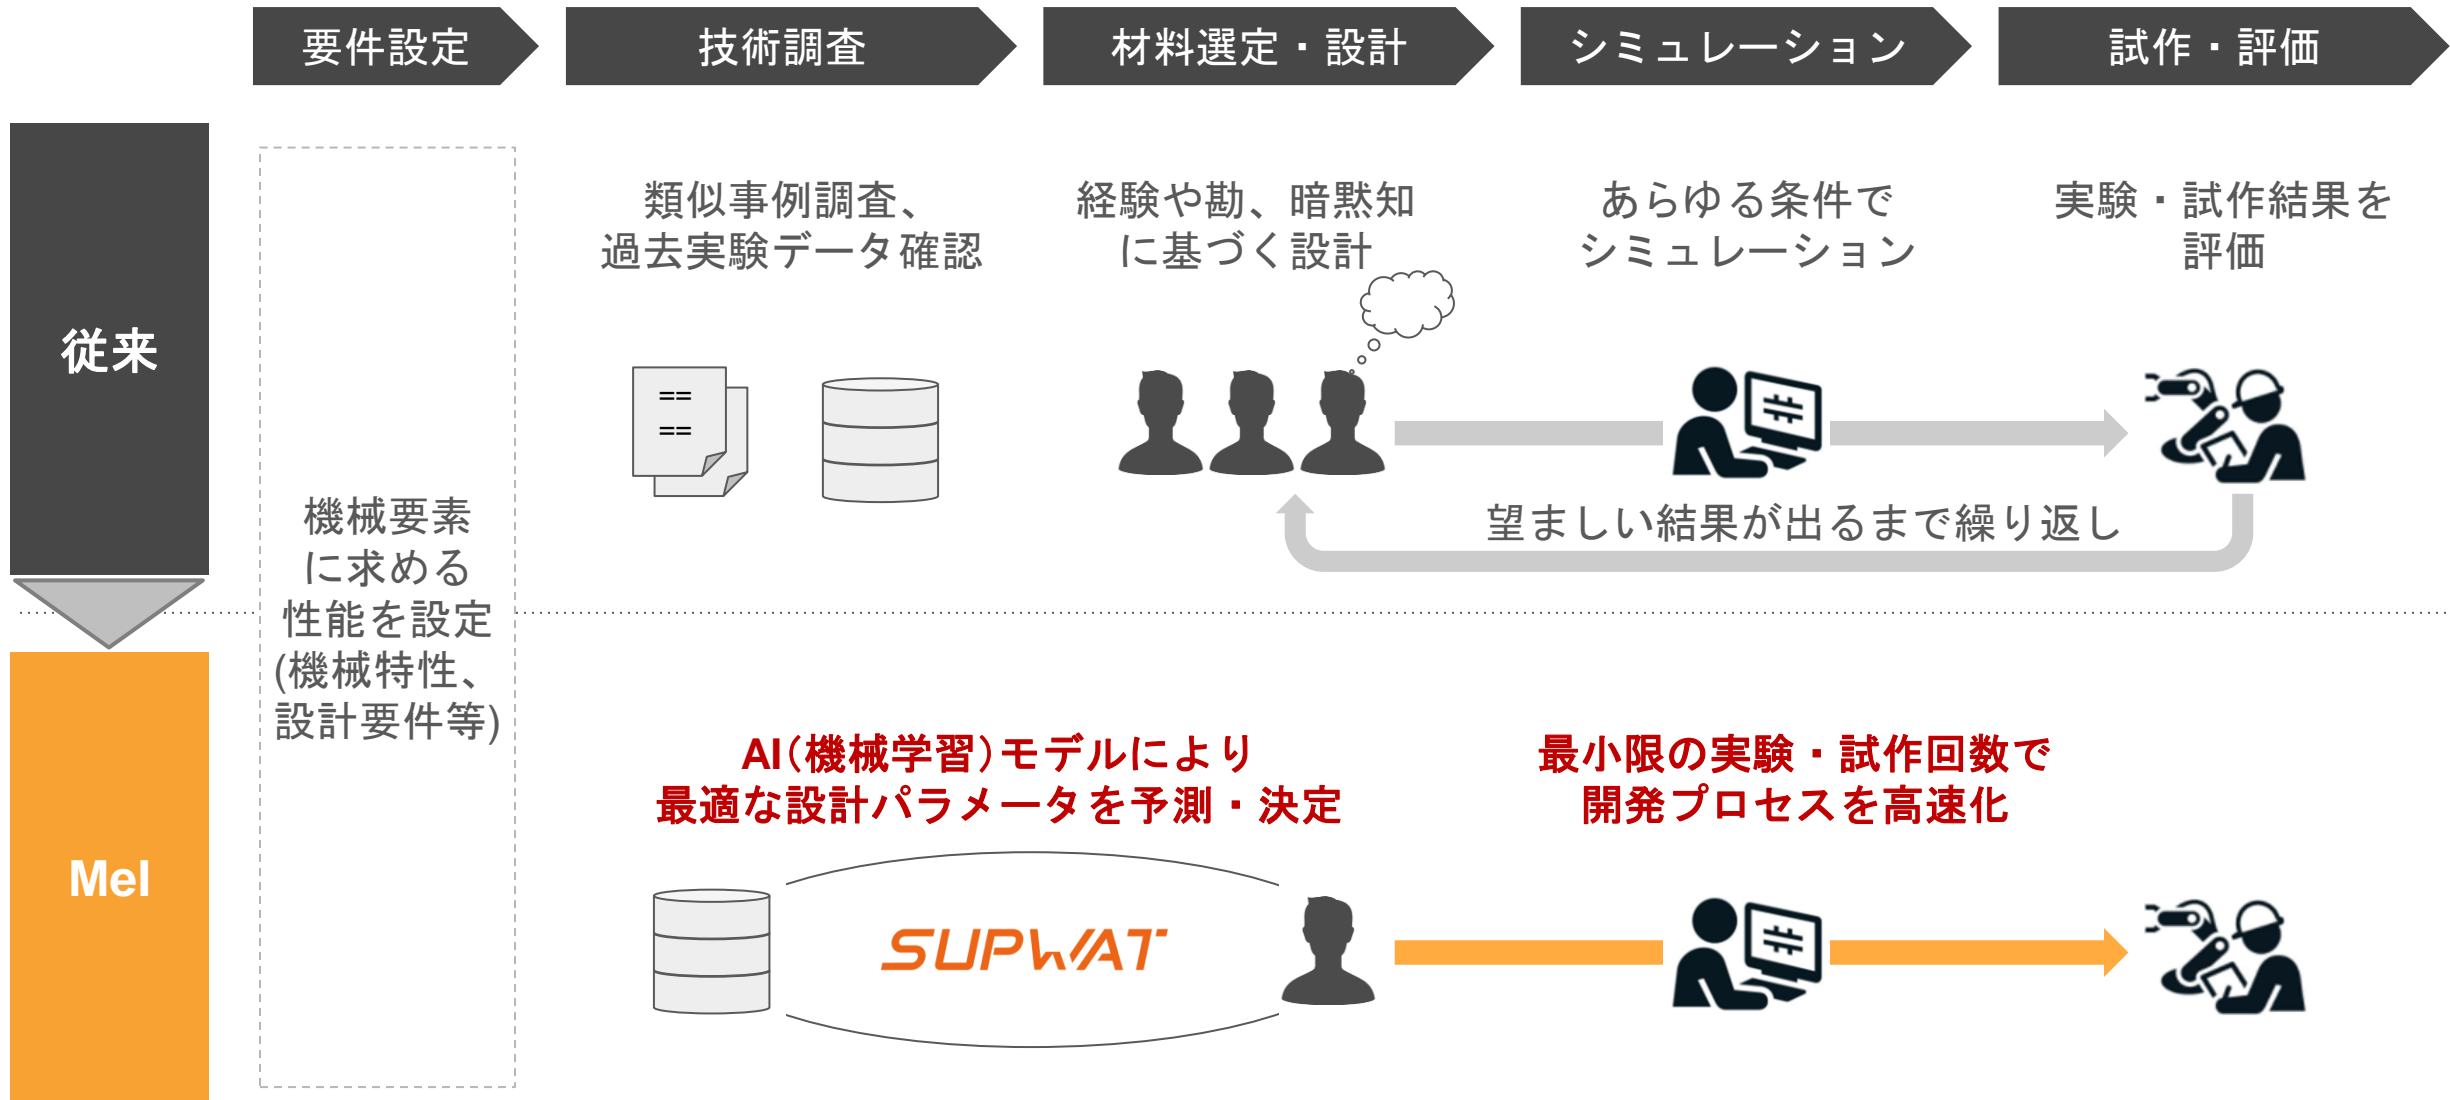 要件設定
技術調査
材料選定・設計
シミュレーション
試作・評価
従来
機械要素
に求める
性能を設定
(機械特性、
設計要件等)
類似事例調査、
過去実験データ確認
経験や勘、暗黙知
に基づく設計
あらゆる条件で
シミュレーション
実験・試作結果を
評価
==
==
#
望ましい結果が出るまで繰り返し
MeI
AI(機械学習)モデルにより
最適な設計パラメータを予測・決定
最小限の実験・試作回数で
開発プロセスを高速化
SUPWAT
#